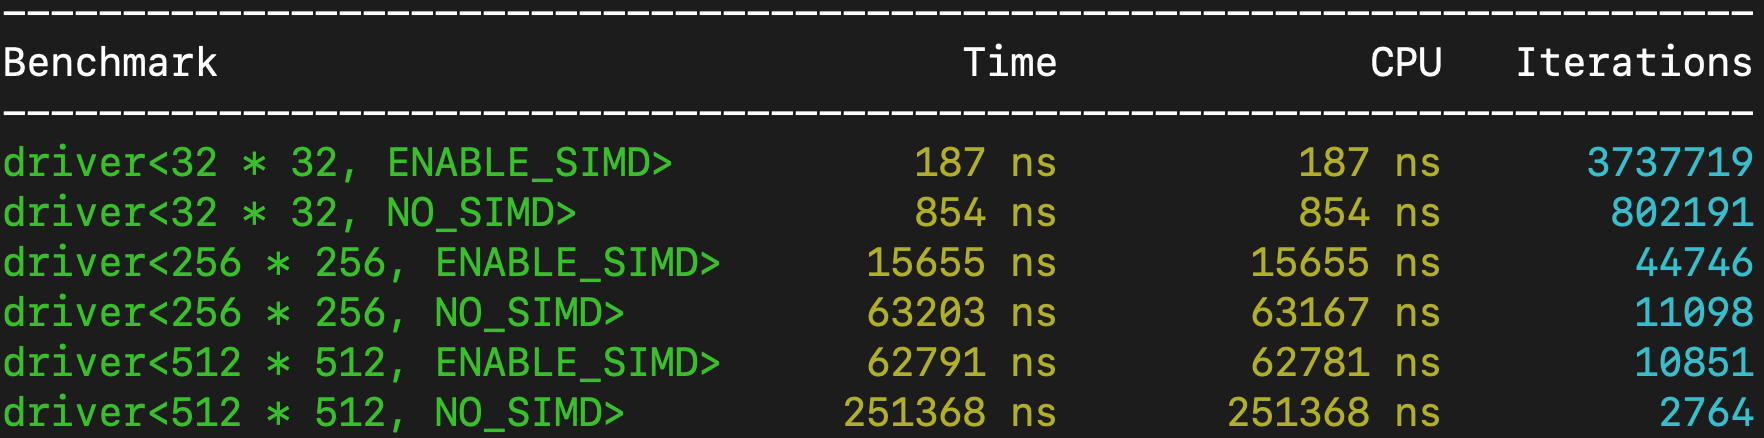 Benchmark Time CPU Iterations
driver<32 * 32, ENABLE_SIMD> 187 ns 187 ns 3737719
driver<32 * 32, NO_SIMD> 854 ns 854 ns 802191
driver<256 * 256, ENABLE_SIMD> 15655 ns 15655 ns 44746
driver<256 * 256, NO_SIMD> 63203 ns 63167 ns 11098
driver<512 * 512, ENABLE_SIMD> 62791 ns 62781 ns 10851
driver<512 * 512, NO_SIMD> 251368 ns 251368 ns 2764